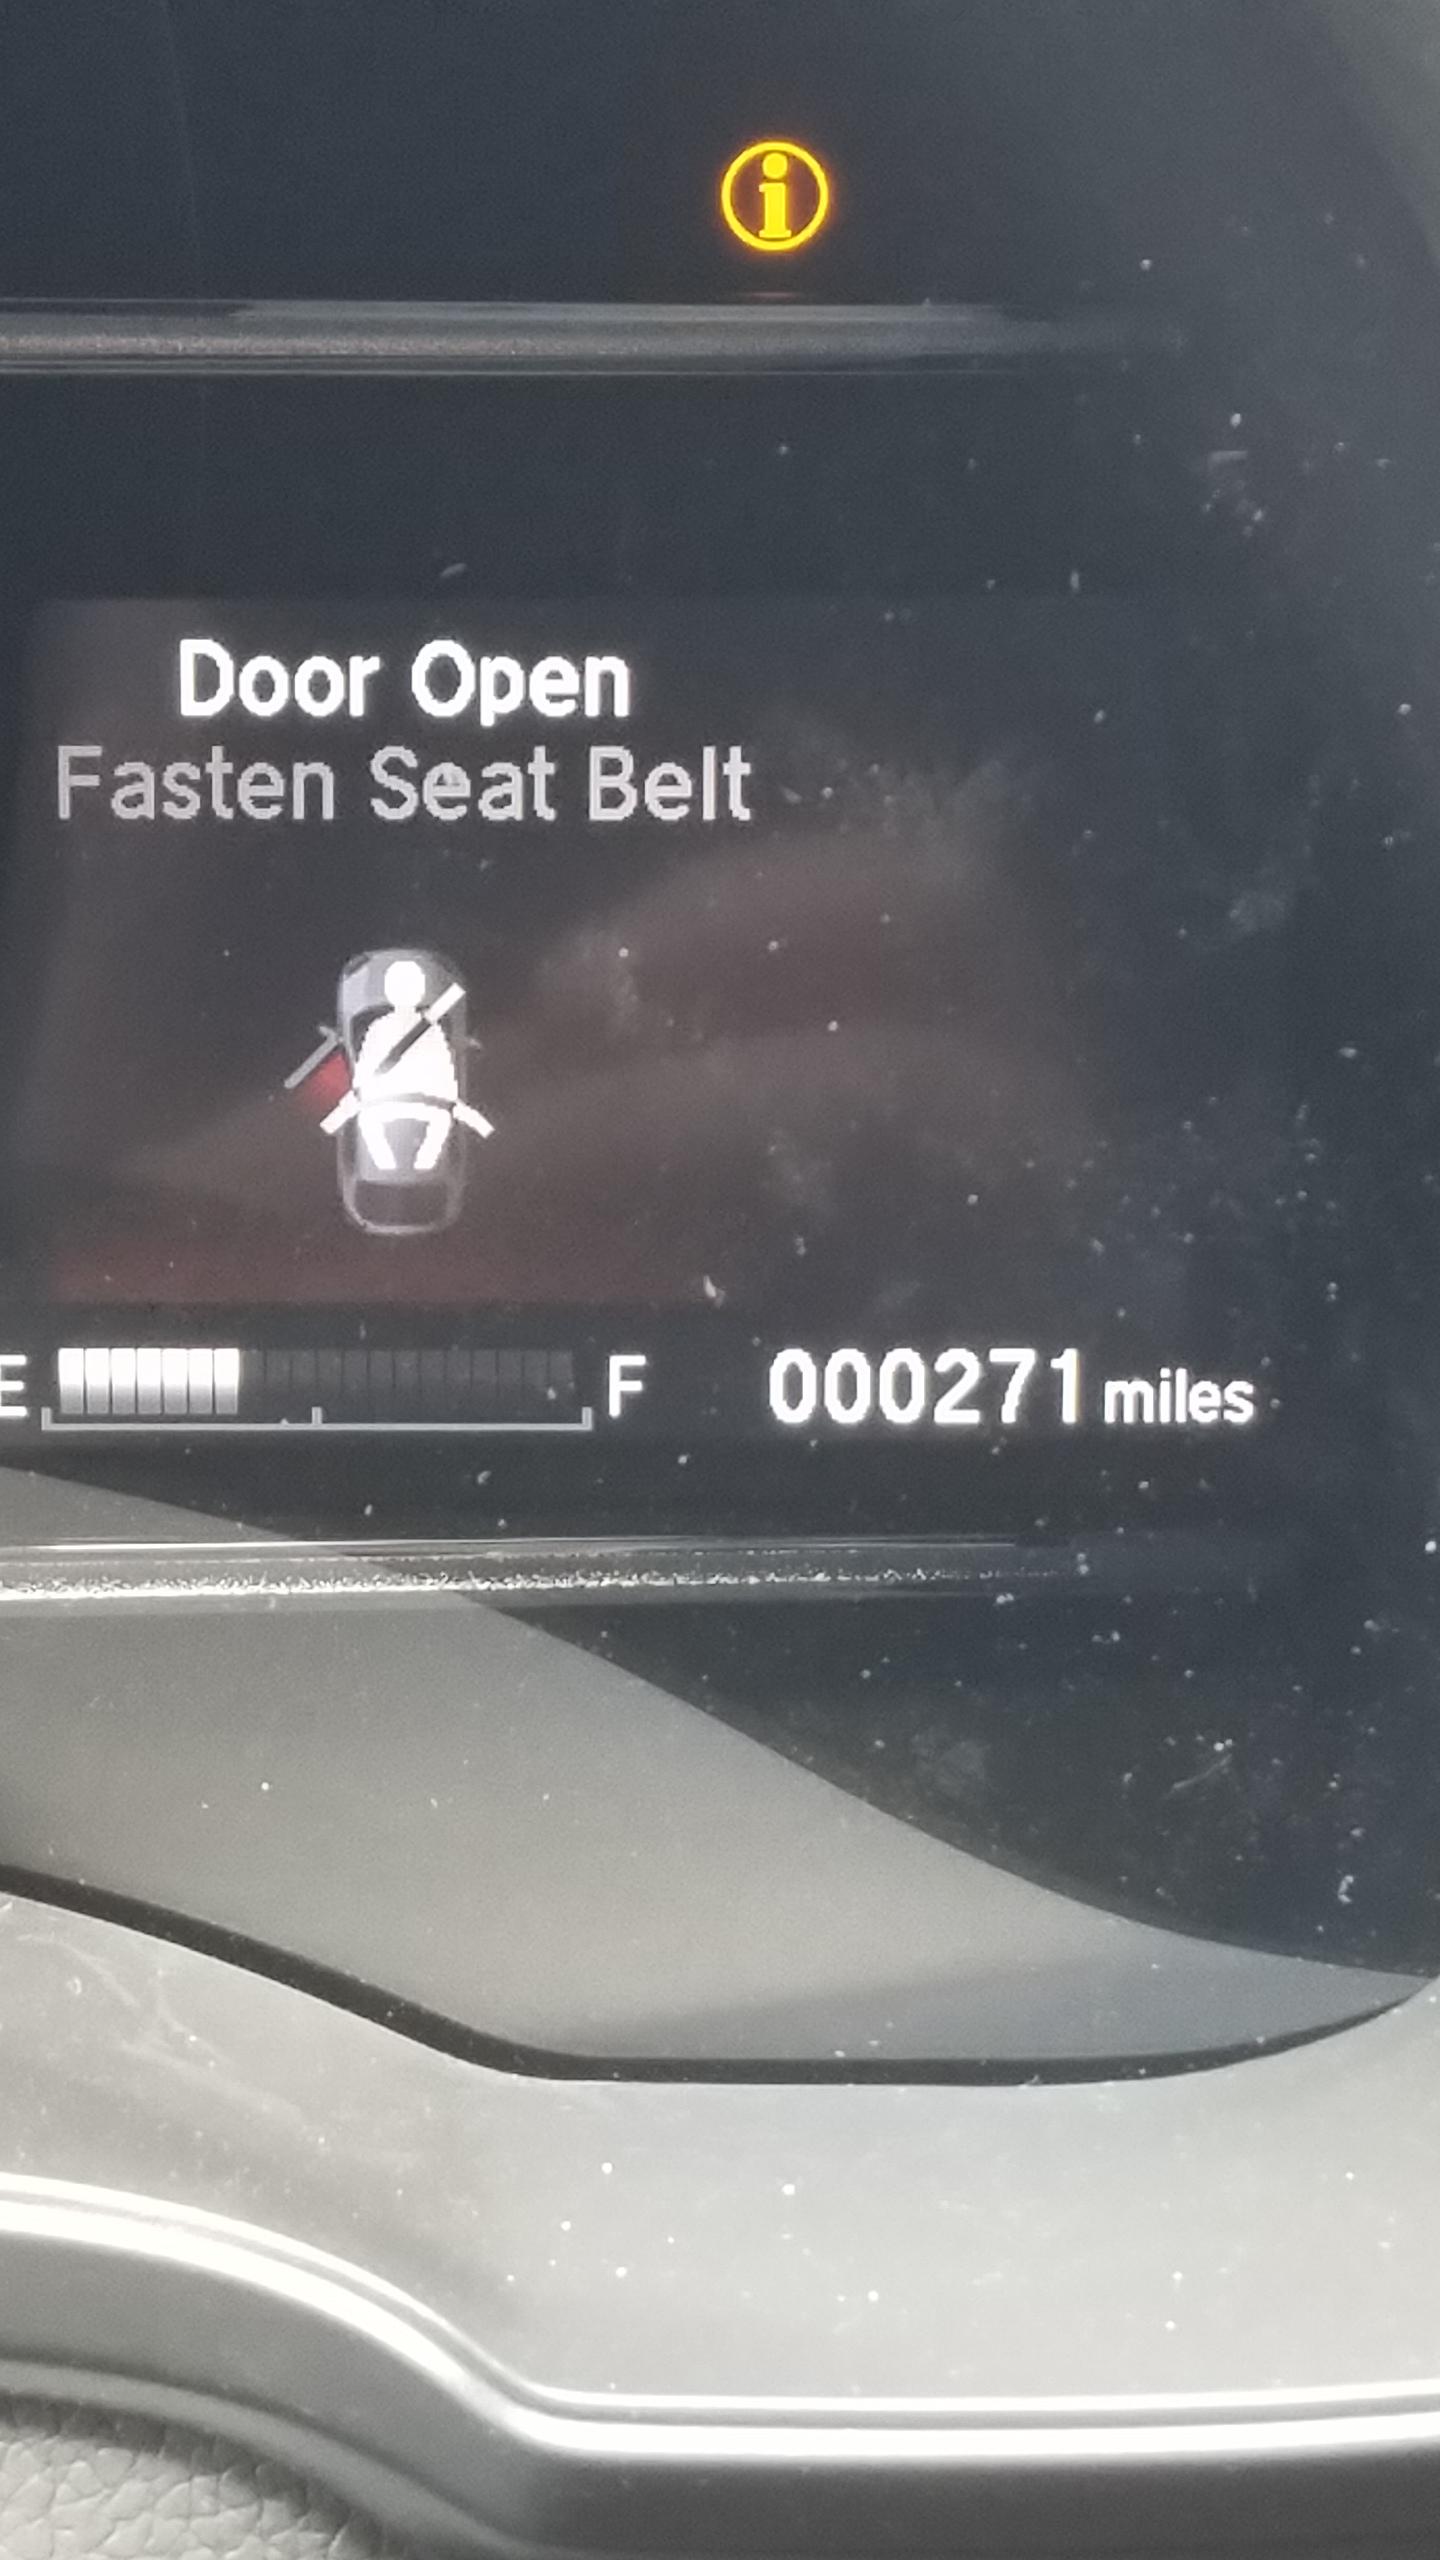 i
Door Open
Fasten Seat Belt
E F 000271 miles